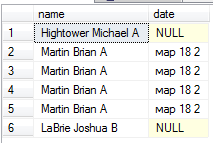 name date
1 Hightower Michael A NULL
2 Martin Brian A мар 18 2
3 Martin Brian A мар 18 2
4 Martin Brian A мар 18 2
5 Martin Brian A мар 18 2
6 LaBrie Joshua B NULL